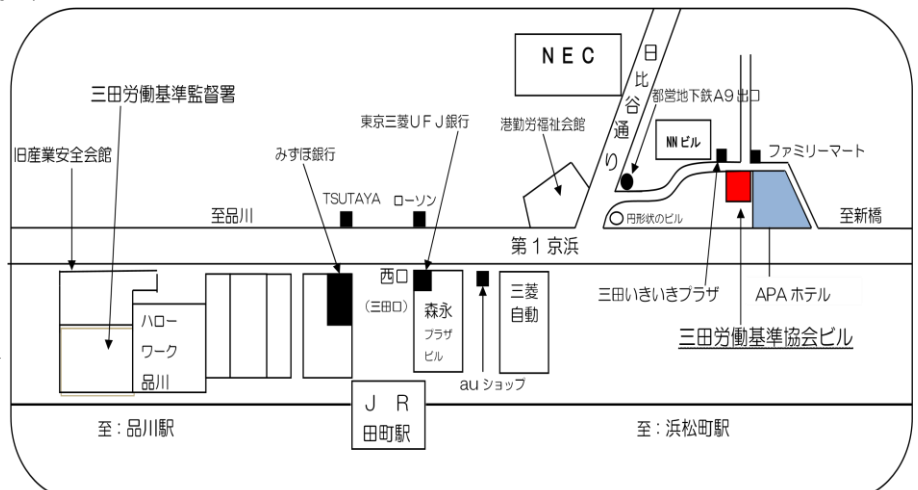 NEC
日比谷通り
三田労働基準監督署
東京三菱UFJ銀行
港勤労福祉会館
都営地下鉄A9出口
旧産業安全会館
みずほ銀行
NNビル
ファミリーマート
TSUTAYA
ローソン
至品川
円形状のビル
至新橋
第1京浜
西口
(三田口)
森永
プラザ
ビル
三菱
自動
三田いきいきプラザ
APAホテル
ハロー
ワーク
品川
auショップ
三田労働基準協会ビル
JR
田町駅
至:品川駅
至:浜松町駅